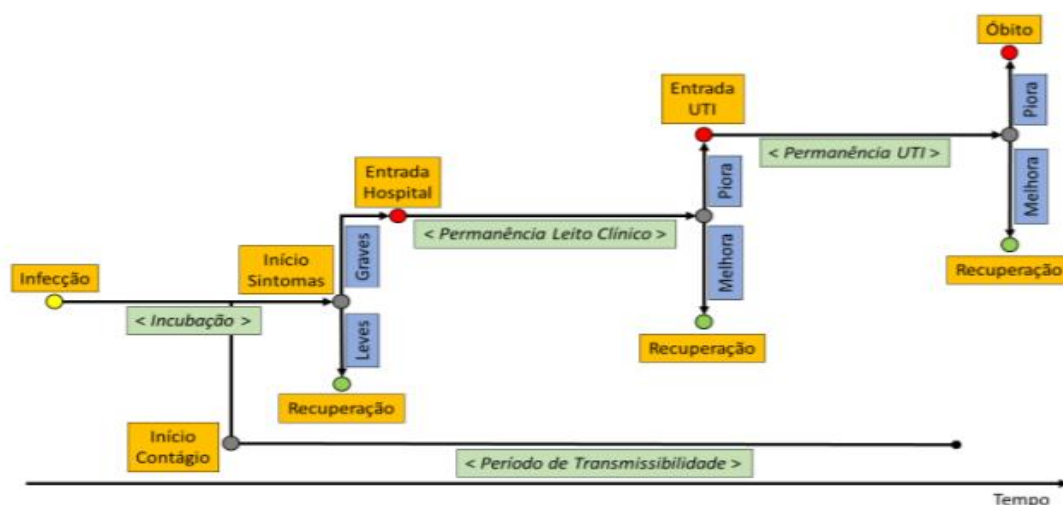 Óbito
Piora
Entrada
UTI
< Permanência UTI >
Melhora
Piora
Entrada
Hospital
< Permanência Leito Clínico >
Recuperação
Graves
Melhora
Início
Sintomas
Infecção
< Incubação >
Leves
Recuperação
Recuperação
Início
Contágio
< Período de Transmissibilidade >
Tempo